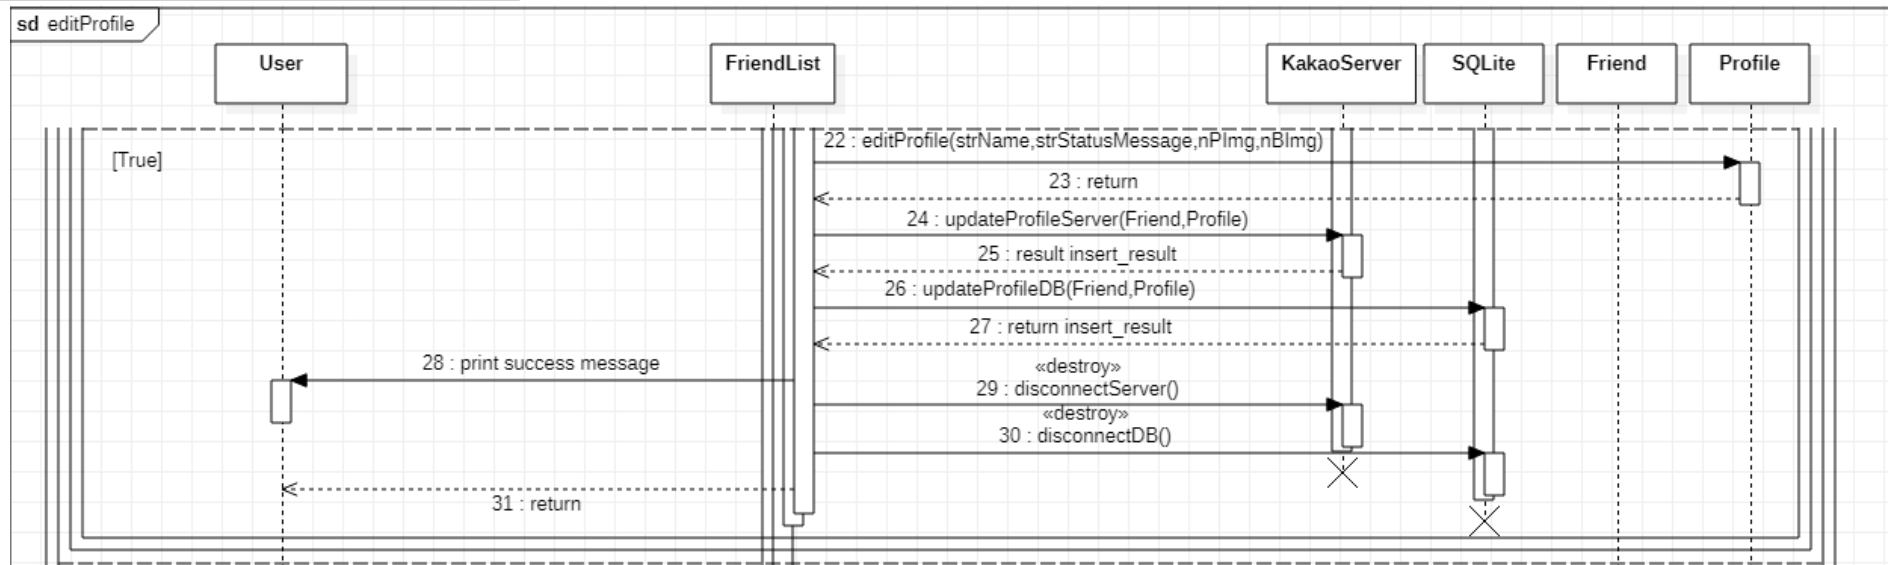 sd editProfile
User
FriendList
KakaoServer
SQLite
Friend
Profile
[True]
22 : editProfile(strName,strStatusMessage,nPImg,nBImg)
23 : return
24 : updateProfileServer(Friend,Profile)
25 : result insert_result
26 : updateProfileDB(Friend,Profile)
27 : return insert_result
28 : print success message
«destroy»
29 : disconnectServer()
«destroy»
30 : disconnectDB()
31 : return